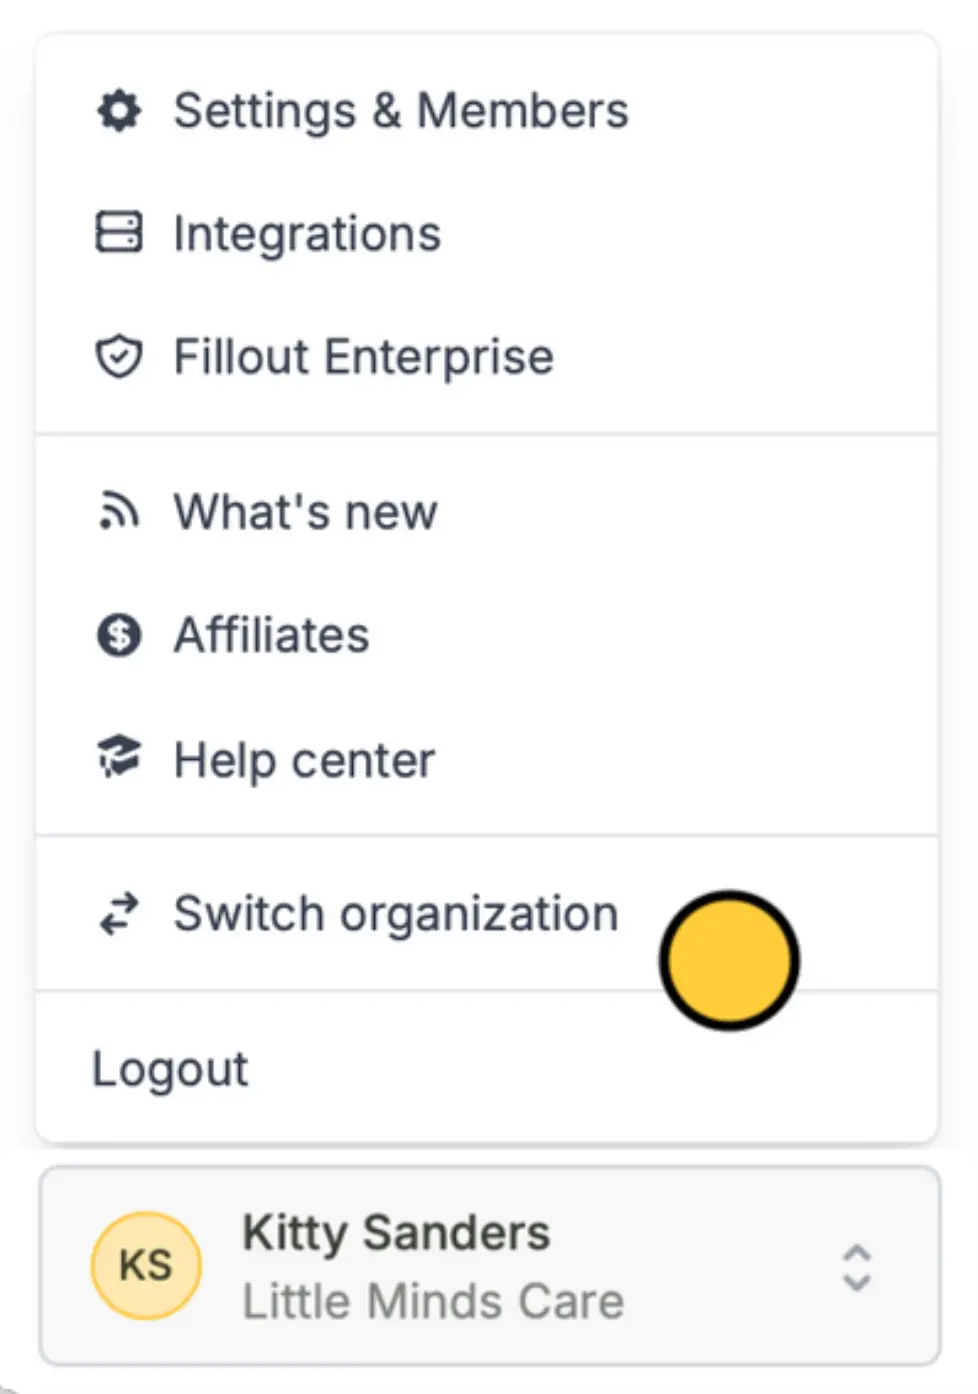 Settings & Members
Integrations
Fillout Enterprise
What's new
Affiliates
Help center
Switch organization
Logout
KS
Kitty Sanders
Little Minds Care